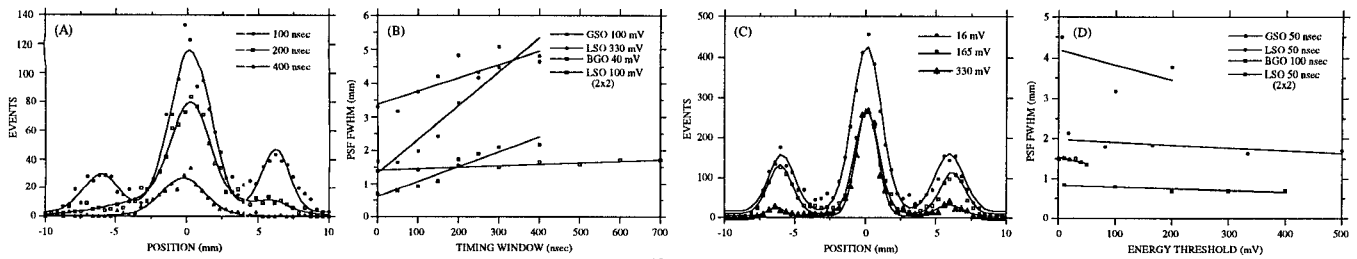 (A)
100 nsec
200 nsec
400 nsec
EVENTS
120
100
80
60
40
20
0
-10
-5
0
5
10
POSITION (mm)
(B)
GSO 100 mV
LSO 330 mV
BGO 40 mV
LSO 100 mV
(2x2)
PSF FWHM (mm)
6
5
4
3
2
1
0
0
100
200
300
400
500
600
700
TIMING WINDOW (nsec)
(C)
16 mV
165 mV
330 mV
EVENTS
500
400
300
200
100
0
-10
-5
0
5
10
POSITION (mm)
(D)
GSO 50 nsec
LSO 50 nsec
BGO 100 nsec
LSO 50 nsec
(2x2)
PSF FWHM (mm)
5
4
3
2
1
0
0
100
200
300
400
500
ENERGY THRESHOLD (mV)